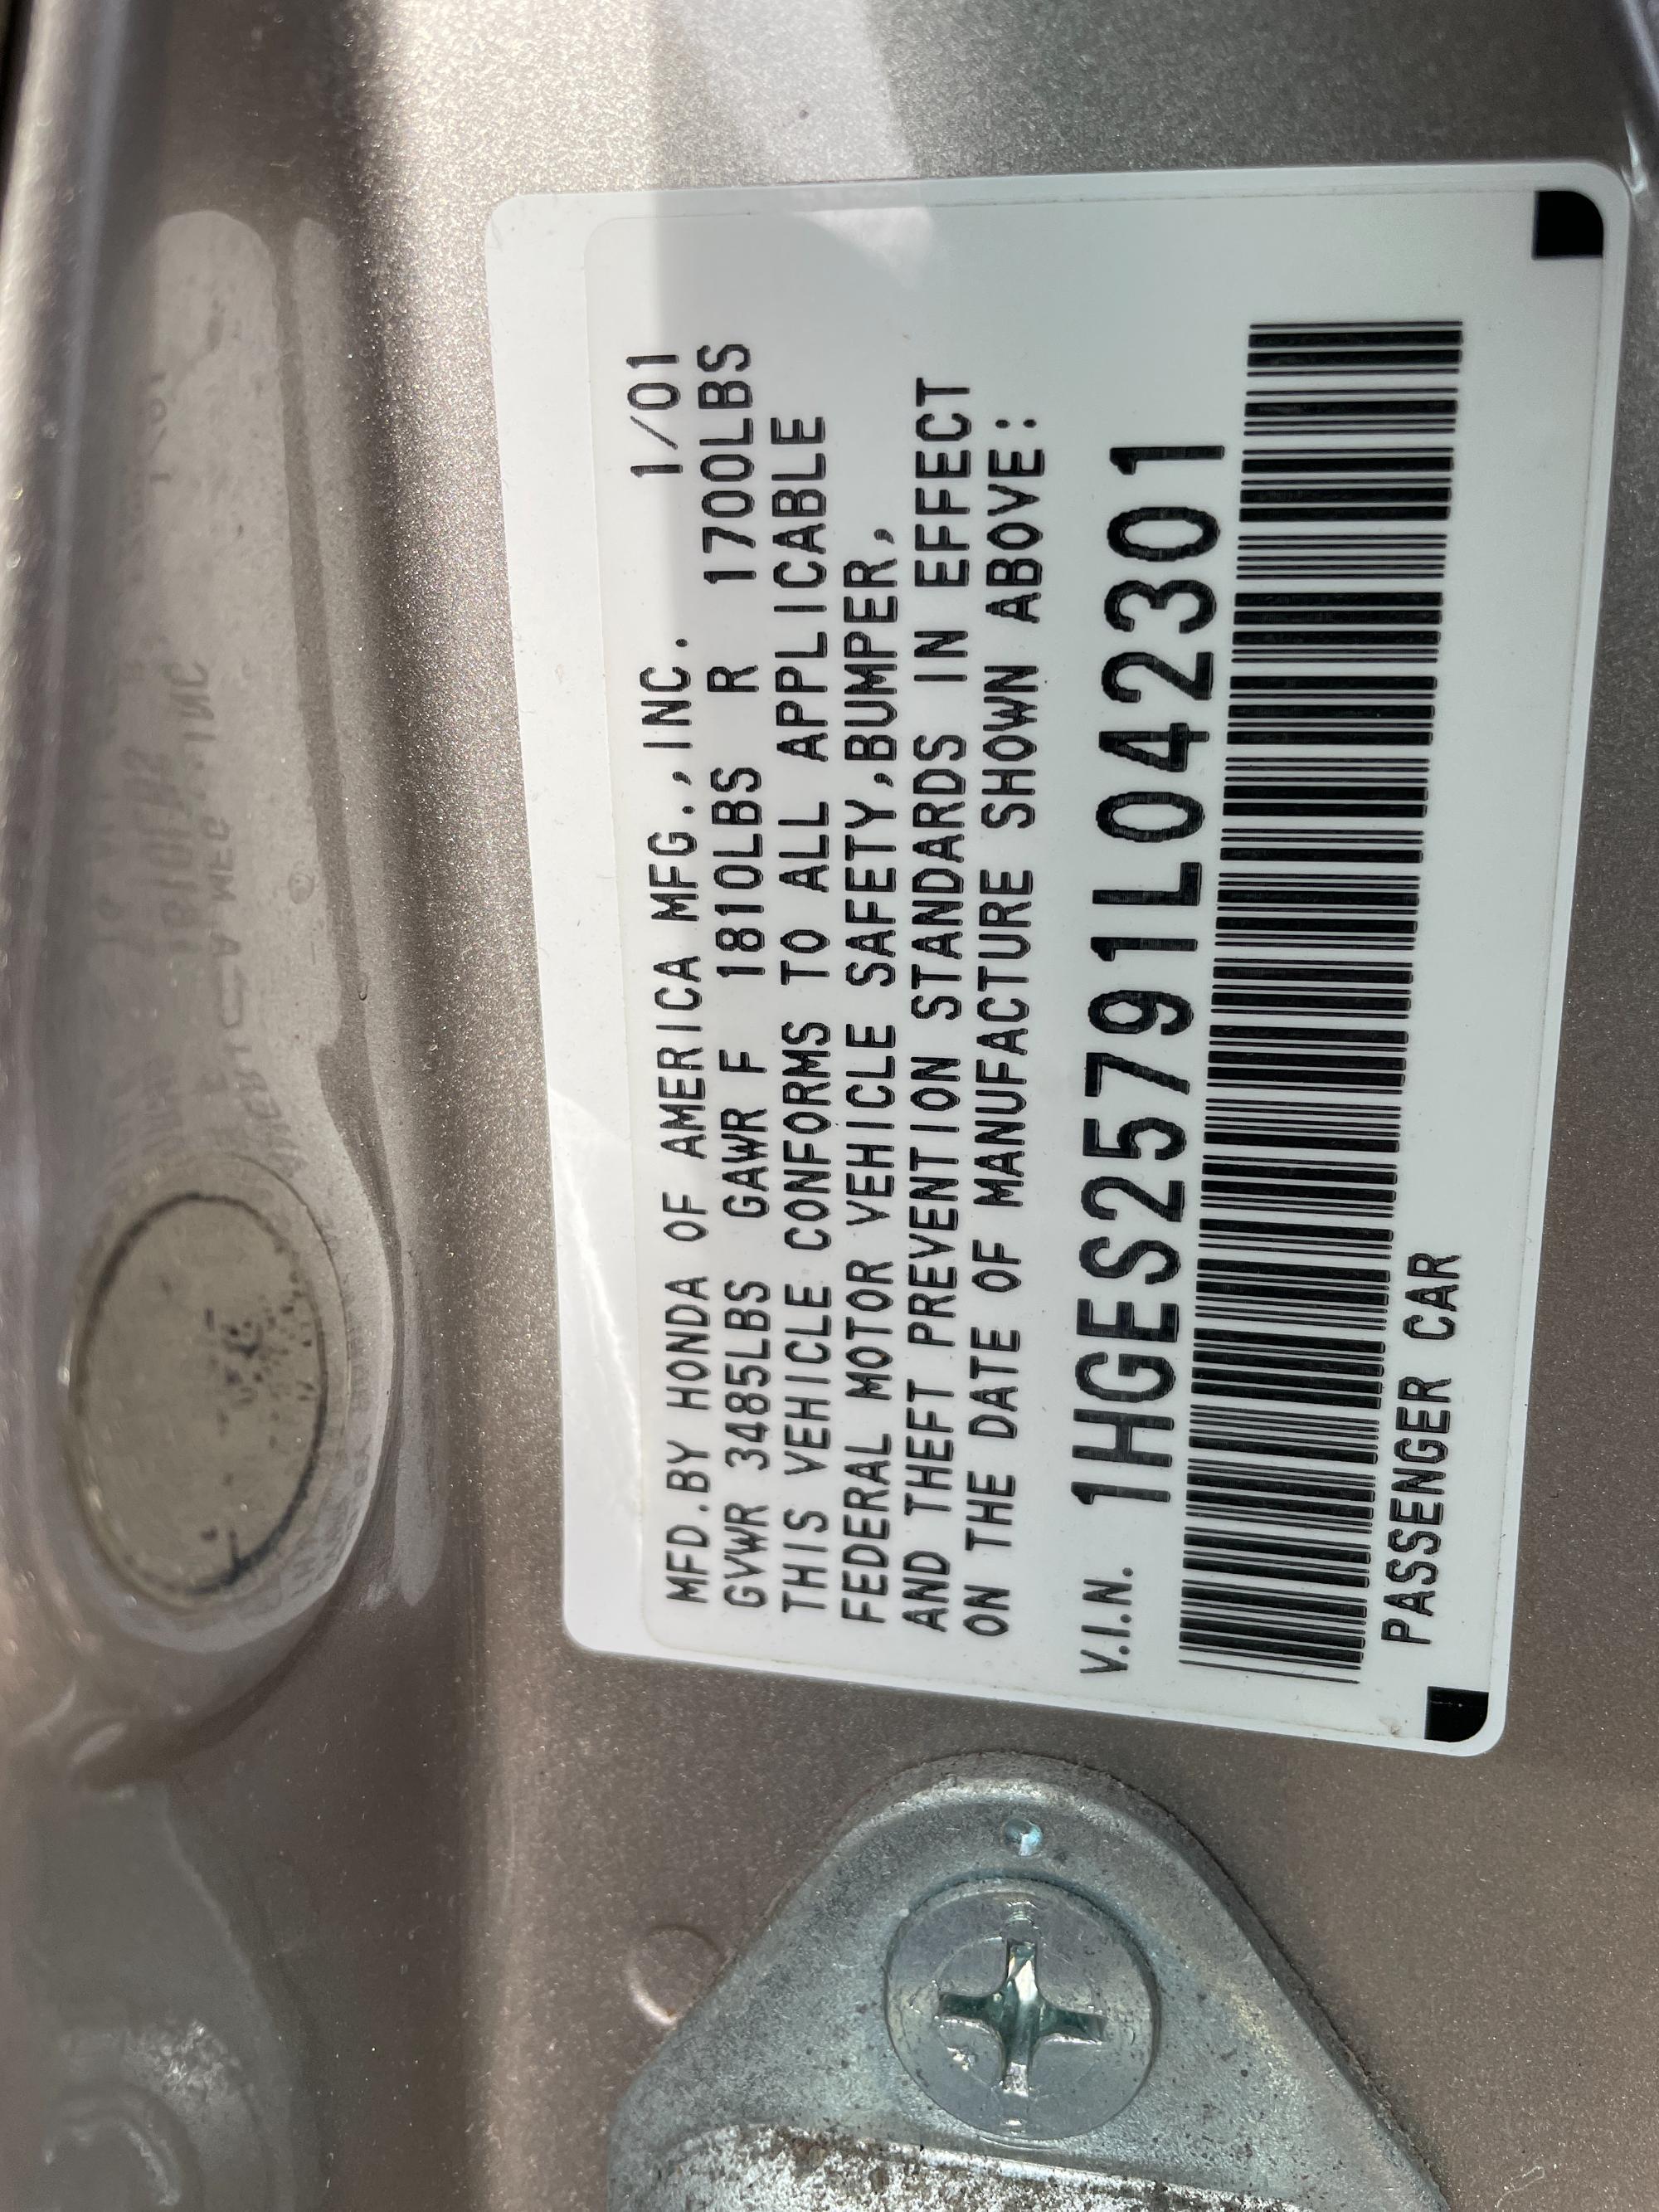 MFD.BY HONDA OF AMERICA MFG.,INC. 1/01
GVWR 3485LBS GAWR F 1810LBS R 1700LBS
THIS VEHICLE CONFORMS TO ALL APPLICABLE
FEDERAL MOTOR VEHICLE SAFETY,BUMPER,
AND THEFT PREVENTION STANDARDS IN EFFECT
ON THE DATE OF MANUFACTURE SHOWN ABOVE:
V.I.N. 1HGES25791L042301
PASSENGER CAR